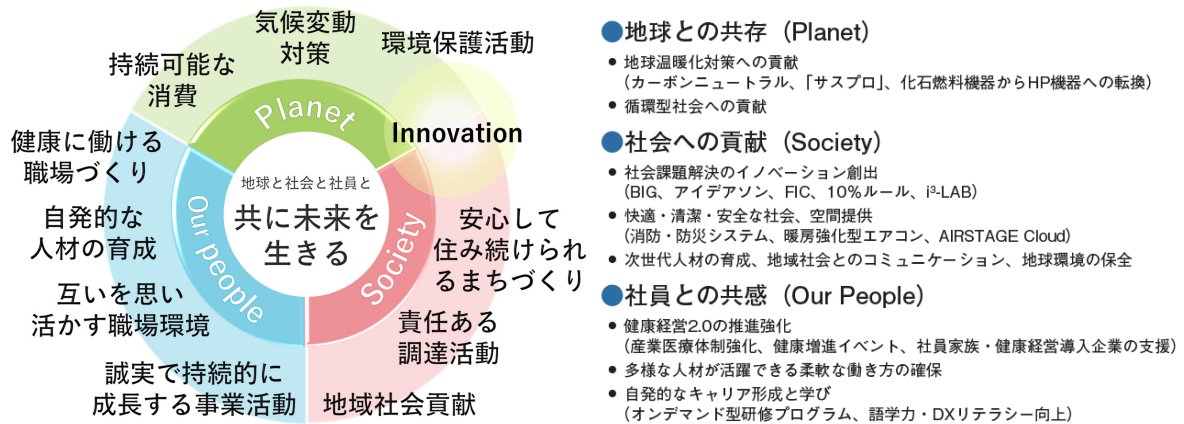 気候変動
対策
環境保護活動
持続可能な
消費
Planet
Innovation
健康に働ける
職場づくり
地球と社会と社員と
共に未来を
生きる
自発的な
人材の育成
Our people
Society
安心して
住み続けられ
るまちづくり
互いを思い
活かす職場環境
責任ある
調達活動
誠実で持続的に
成長する事業活動
地域社会貢献
●地球との共存（Planet）
• 地球温暖化対策への貢献
（カーボンニュートラル、「サスプロ」、化石燃料機器からHP機器への転換）
• 循環型社会への貢献
●社会への貢献（Society）
• 社会課題解決のイノベーション創出
（BIG、アイデアソン、FIC、10%ルール、i³-LAB）
• 快適・清潔・安全な社会、空間提供
（消防・防災システム、暖房強化型エアコン、AIRSTAGE Cloud）
• 次世代人材の育成、地域社会とのコミュニケーション、地球環境の保全
●社員との共感（Our People）
• 健康経営2.0の推進強化
（産業医療体制強化、健康増進イベント、社員家族・健康経営導入企業の支援）
• 多様な人材が活躍できる柔軟な働き方の確保
• 自発的なキャリア形成と学び
（オンデマンド型研修プログラム、語学力・DXリテラシー向上）